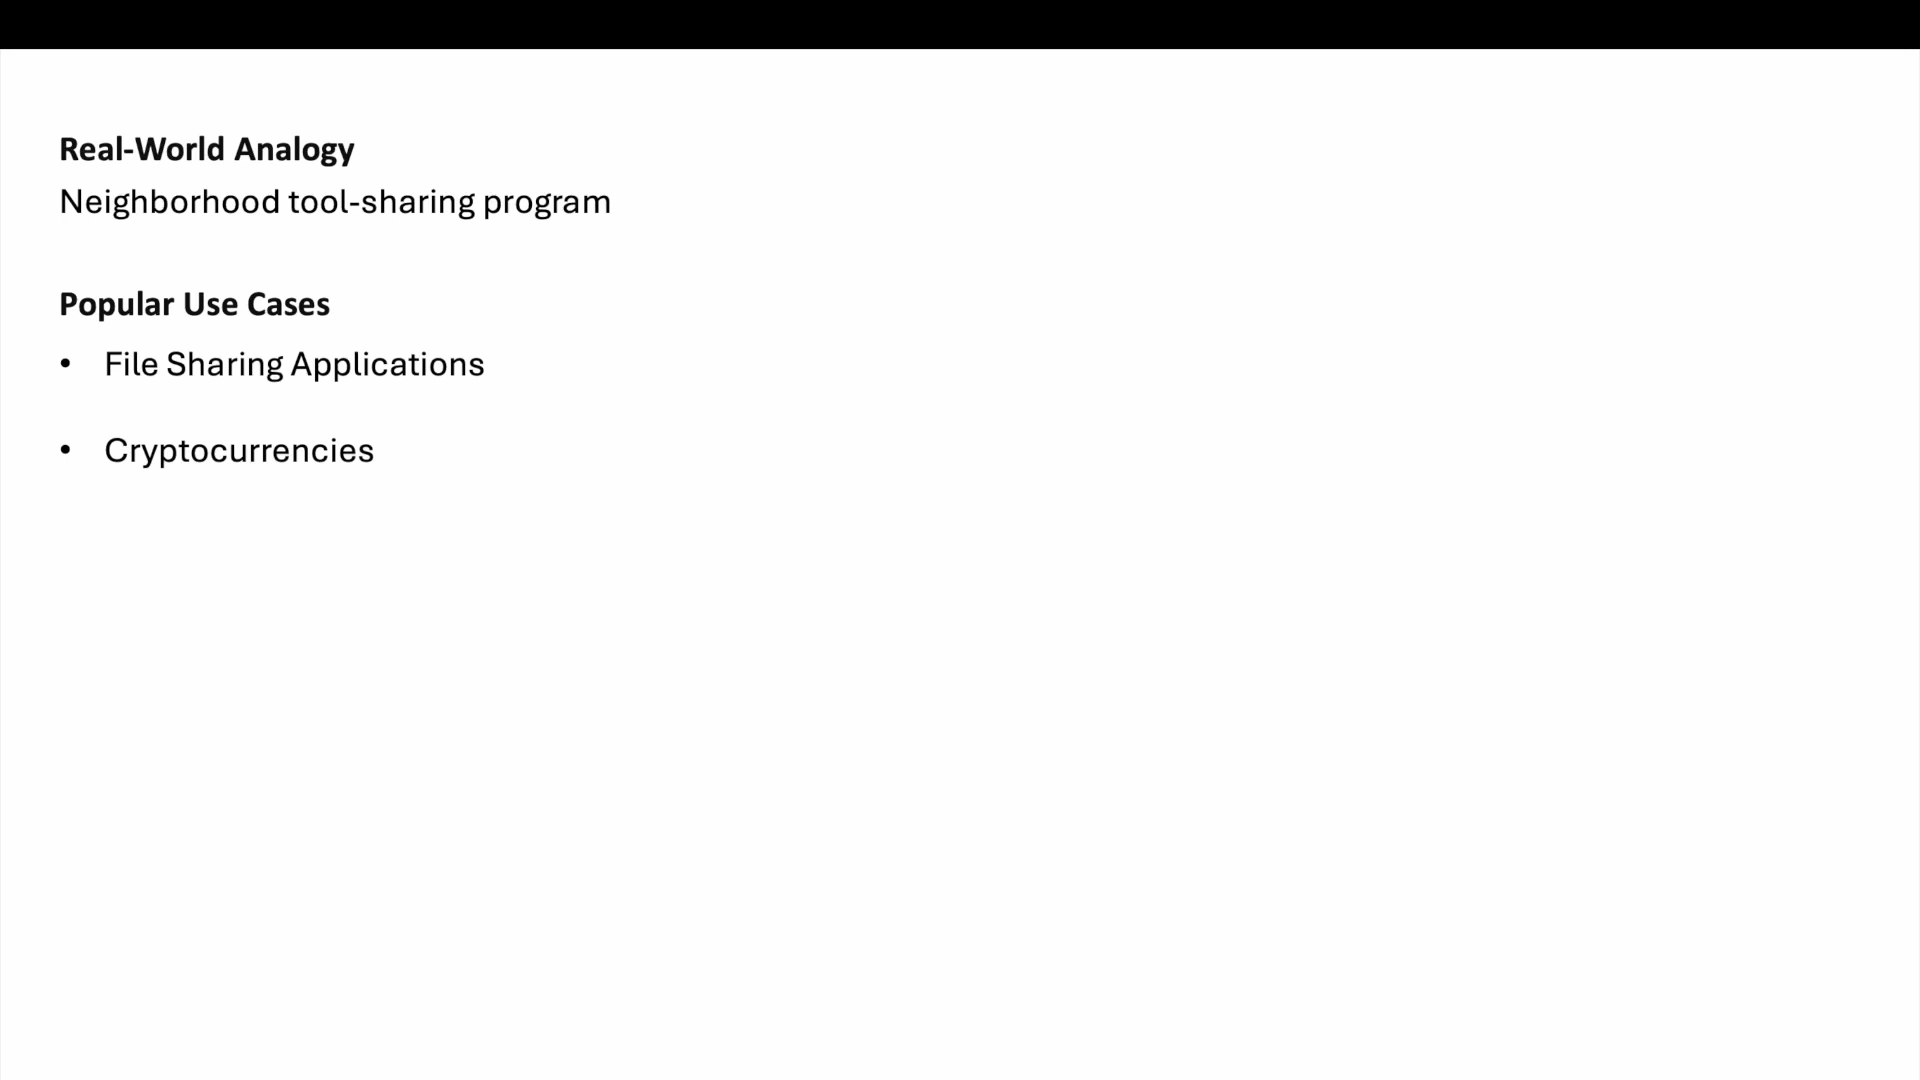 Real-World Analogy
Neighborhood tool-sharing program
Popular Use Cases
• File Sharing Applications
• Cryptocurrencies